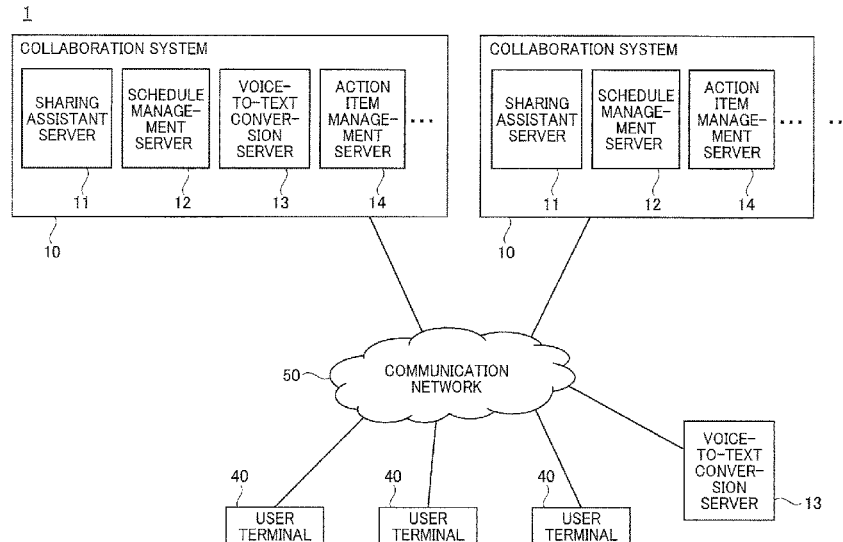 1
COLLABORATION SYSTEM
SHARING
ASSISTANT
SERVER
11
SCHEDULE
MANAGE-
MENT
SERVER
12
VOICE-
TO-TEXT
CONVER-
SION
SERVER
13
ACTION
ITEM
MANAGE-
MENT
SERVER
14
...
10
COLLABORATION SYSTEM
SHARING
ASSISTANT
SERVER
11
SCHEDULE
MANAGE-
MENT
SERVER
12
ACTION
ITEM
MANAGE-
MENT
SERVER
14
...
10
..
50
COMMUNICATION
NETWORK
VOICE-
TO-TEXT
CONVER-
SION
SERVER
13
40
USER
TERMINAL
40
USER
TERMINAL
40
USER
TERMINAL